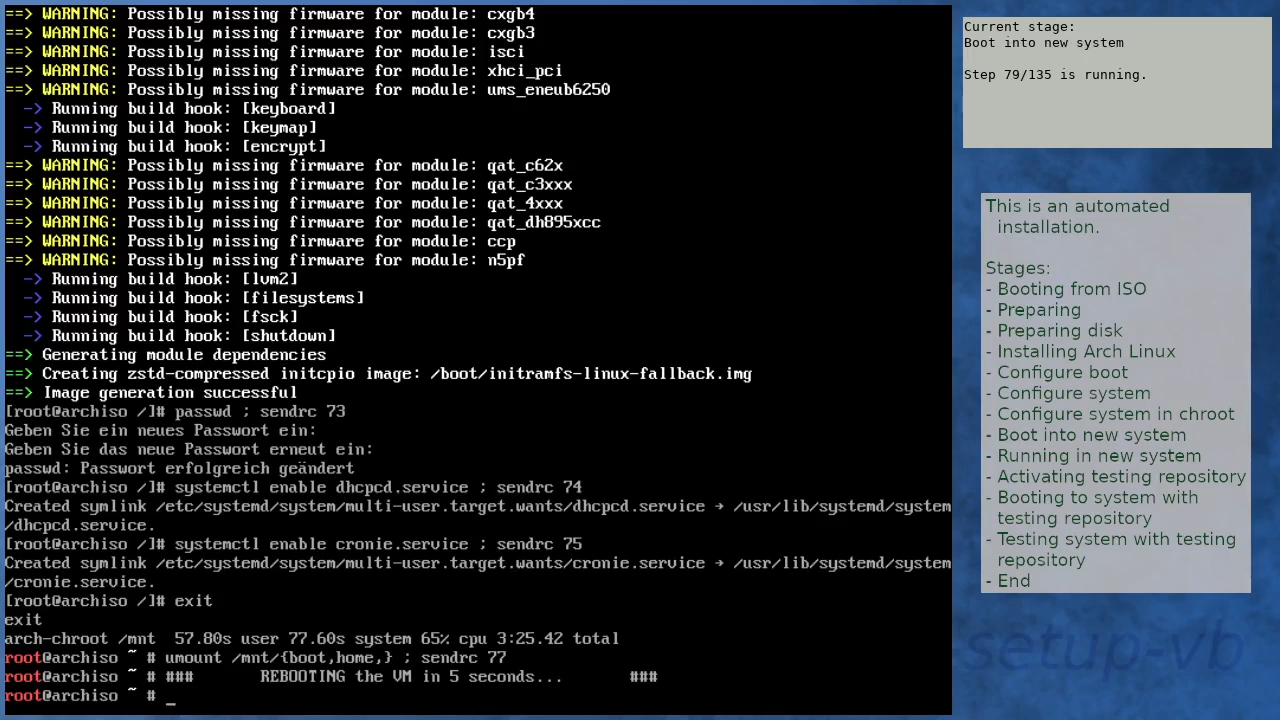 ==> WARNING: Possibly missing firmware for module: cxgb4
==> WARNING: Possibly missing firmware for module: cxgb3
==> WARNING: Possibly missing firmware for module: isci
==> WARNING: Possibly missing firmware for module: xhci_pci
==> WARNING: Possibly missing firmware for module: ums_eneub6250
  -> Running build hook: [keyboard]
  -> Running build hook: [keymap]
  -> Running build hook: [encrypt]
==> WARNING: Possibly missing firmware for module: qat_c62x
==> WARNING: Possibly missing firmware for module: qat_c3xxx
==> WARNING: Possibly missing firmware for module: qat_4xxx
==> WARNING: Possibly missing firmware for module: qat_dh895xcc
==> WARNING: Possibly missing firmware for module: ccp
==> WARNING: Possibly missing firmware for module: n5pf
  -> Running build hook: [lvm2]
  -> Running build hook: [filesystems]
  -> Running build hook: [fsck]
  -> Running build hook: [shutdown]
==> Generating module dependencies
==> Creating zstd-compressed initcpio image: /boot/initramfs-linux-fallback.img
==> Image generation successful
[root@archiso /]# passwd ; sendrc 73
Geben Sie ein neues Passwort ein:
Geben Sie das neue Passwort erneut ein:
passwd: Passwort erfolgreich geändert
[root@archiso /]# systemctl enable dhcpcd.service ; sendrc 74
Created symlink /etc/systemd/system/multi-user.target.wants/dhcpcd.service → /usr/lib/systemd/system
/dhcpcd.service.
[root@archiso /]# systemctl enable cronie.service ; sendrc 75
Created symlink /etc/systemd/system/multi-user.target.wants/cronie.service → /usr/lib/systemd/system
/cronie.service.
[root@archiso /]# exit
exit
arch-chroot /mnt  57.80s user 77.60s system 65% cpu 3:25.42 total
root@archiso ~ # umount /mnt/{boot,home,} ; sendrc 77
root@archiso ~ # ###       REBOOTING the VM in 5 seconds...       ###
root@archiso ~ # _
Current stage:
Boot into new system
Step 79/135 is running.
This is an automated
installation.
Stages:
- Booting from ISO
- Preparing
- Preparing disk
- Installing Arch Linux
- Configure boot
- Configure system
- Configure system in chroot
- Boot into new system
- Running in new system
- Activating testing repository
- Booting to system with
testing repository
- Testing system with testing
repository
- End
setup-vb